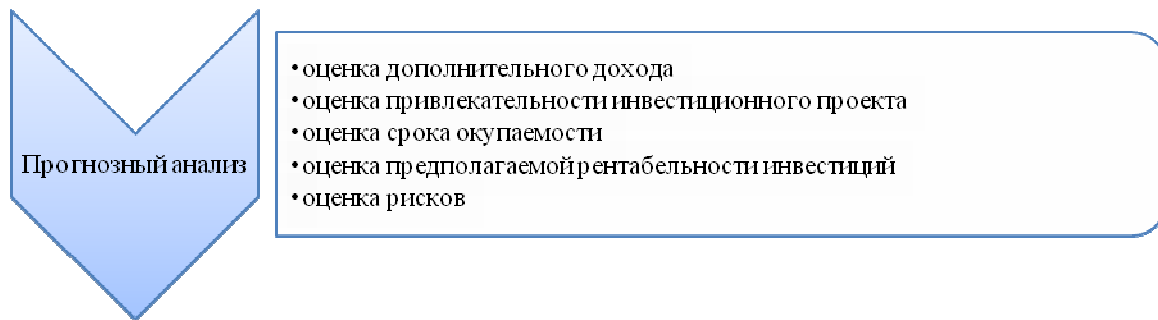 Прогнозный анализ
•оценка дополнительного дохода
•оценка привлекательности инвестиционного проекта
•оценка срока окупаемости
•оценка предполагаемой рентабельности инвестиций
•оценка рисков